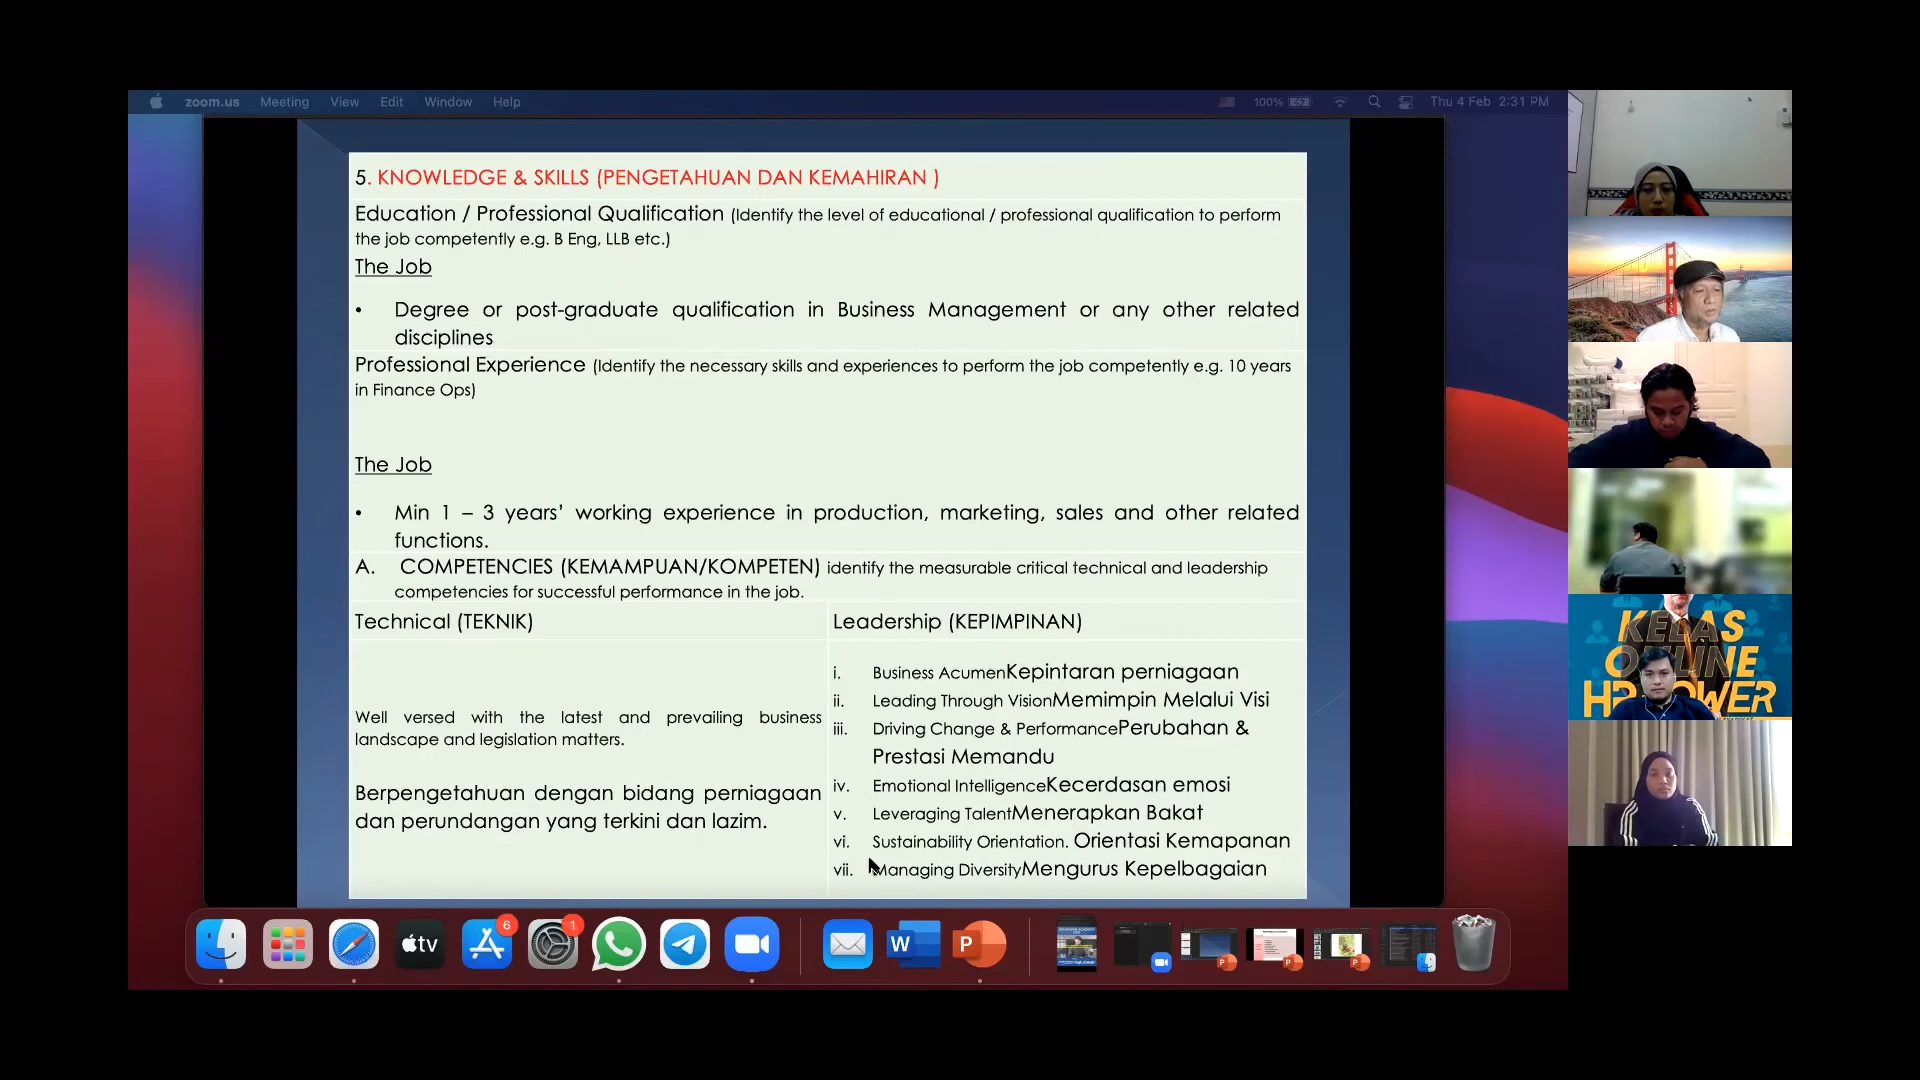 zoom.us Meeting View Edit Window Help 100% Thu 4 Feb 2:31 PM
5. KNOWLEDGE & SKILLS (PENGETAHUAN DAN KEMAHIRAN )
Education / Professional Qualification (Identify the level of educational / professional qualification to perform
the job competently e.g. B Eng, LLB etc.)
The Job
• Degree or post-graduate qualification in Business Management or any other related
disciplines
Professional Experience (Identify the necessary skills and experiences to perform the job competently e.g. 10 years
in Finance Ops)
The Job
• Min 1 – 3 years’ working experience in production, marketing, sales and other related
functions.
A. COMPETENCIES (KEMAMPUAN/KOMPETEN) identify the measurable critical technical and leadership
competencies for successful performance in the job.
Technical (TEKNIK)
Well versed with the latest and prevailing business
landscape and legislation matters.
Berpengetahuan dengan bidang perniagaan
dan perundangan yang terkini dan lazim.
Leadership (KEPIMPINAN)
i. Business AcumenKepintaran perniagaan
ii. Leading Through VisionMemimpin Melalui Visi
iii. Driving Change & PerformancePerubahan &
Prestasi Memandu
iv. Emotional IntelligenceKecerdasan emosi
v. Leveraging TalentMenerapkan Bakat
vi. Sustainability Orientation. Orientasi Kemapanan
vii. Managing DiversityMengurus Kepelbagaian
KELAS
ONLINE
tv 6 1 W P